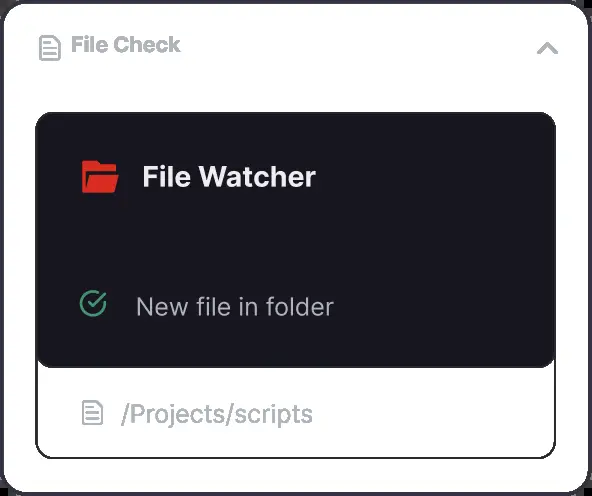 File Check
File Watcher
New file in folder
/Projects/scripts